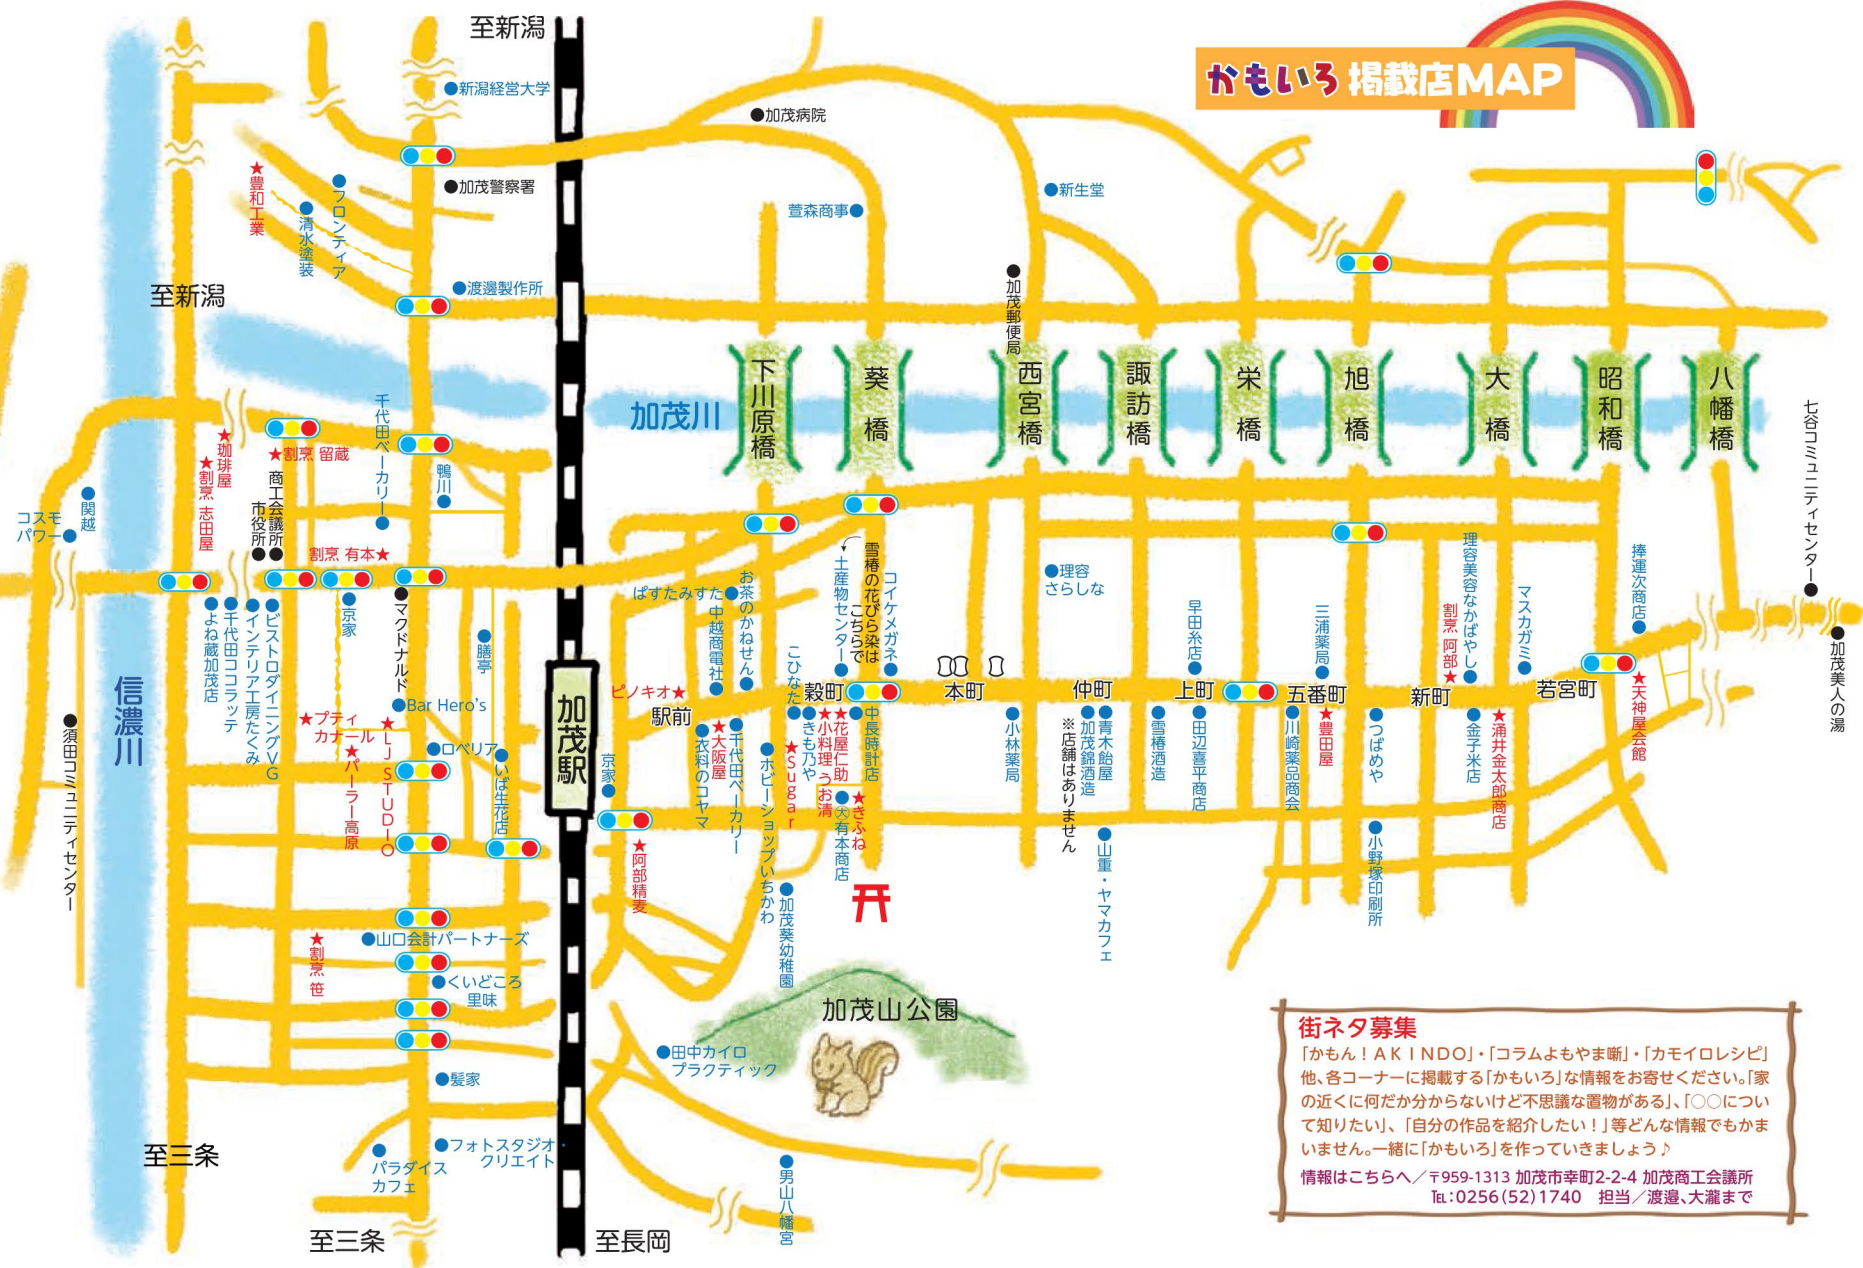 至新潟
かもいろ 掲載店MAP
新潟経営大学
加茂病院
加茂警察署
★豊和工業
フロンティア
清水塗装
萱森商事
新生堂
至新潟
渡邊製作所
加茂郵便局
加茂川
下川原橋
葵橋
西宮橋
諏訪橋
栄橋
旭橋
大橋
昭和橋
八幡橋
七谷コミュニティセンター
千代田ベーカリー
鴨川
★珈琲屋
★割烹 志田屋
★割烹 留蔵
商工会議所
市役所
関越
コスモ
パワー
割烹 有本★
よね蔵加茂店
千代田ココラッテ
インテリア工房たくみ
ビストロダイニングVG
京家
マクドナルド
膳亭
Bar Hero's
★プティ
カナール
★パーラー高原
★LJ STUDIO
ロベリア
いば生花店
信濃川
須田コミュニティセンター
加茂駅
京家
★阿部精麦
ピノキオ★
駅前
ぱすたみすた
中越商電社
お茶のかねせん
こひなた
土産物センター
雪椿の花びら染は
こちらで
コイケメガネ
穀町
本町
仲町
上町
五番町
新町
若宮町
衣料のコヤマ
★大阪屋
千代田ベーカリー
ホビーショップいちかわ
★Sugar
きも乃や
★小料理 うお清
★花屋仁助
中長時計店
㊅有本商店
★きふね
加茂葵幼稚園
理容
さらしな
小林薬局
※店舗はありません
加茂錦酒造
青木飴屋
山重・ヤマカフェ
雪椿酒造
早田糸店
田辺喜平商店
三浦薬局
川崎薬品商会
★豊田屋
つばめや
小野塚印刷所
割烹 阿部★
理容美容なかばやし
金子米店
★涌井金太郎商店
マスカガミ
捧運次商店
★天神屋会館
加茂美人の湯
山口会計パートナーズ
★割烹 笹
くいどころ
里味
髪家
フォトスタジオ
クリエイト
パラダイス
カフェ
至三条
至三条
至長岡
加茂山公園
田中カイロ
プラクティック
男山八幡宮
街ネタ募集
「かもん！AKINDO」・「コラムよもやま噺」・「カモイロレシピ」
他、各コーナーに掲載する「かもいろ」な情報をお寄せください。「家
の近くに何だか分からないけど不思議な置物がある」、「○○につい
て知りたい」、「自分の作品を紹介したい！」等どんな情報でもかま
いません。一緒に「かもいろ」を作っていきましょう♪
情報はこちらへ／〒959-1313 加茂市幸町2-2-4 加茂商工会議所
℡：0256（52）1740　担当／渡邉、大瀧まで